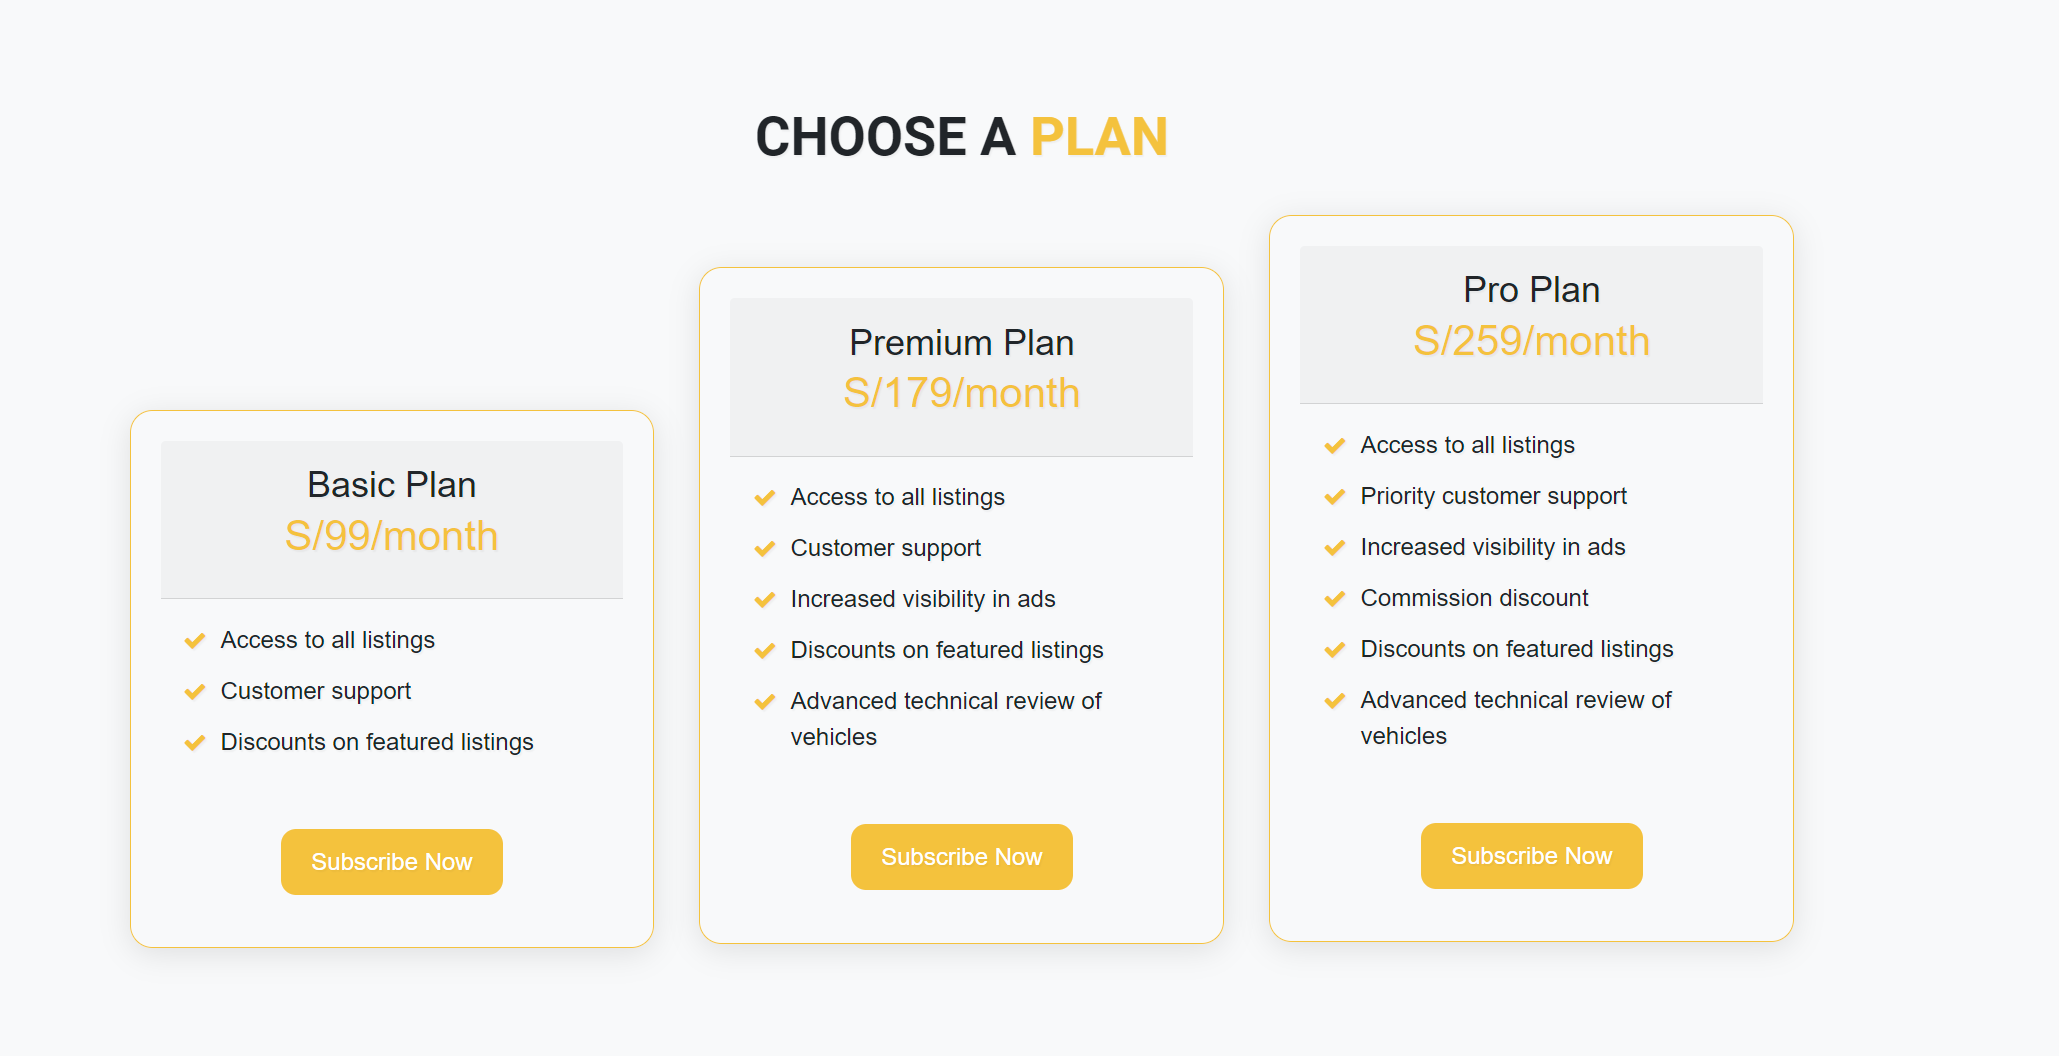 CHOOSE A PLAN
Basic Plan
S/99/month
Access to all listings
Customer support
Discounts on featured listings
Subscribe Now
Premium Plan
S/179/month
Access to all listings
Customer support
Increased visibility in ads
Discounts on featured listings
Advanced technical review of
vehicles
Subscribe Now
Pro Plan
S/259/month
Access to all listings
Priority customer support
Increased visibility in ads
Commission discount
Discounts on featured listings
Advanced technical review of
vehicles
Subscribe Now